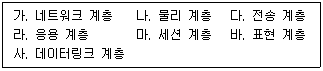 가. 네트워크 계층 나. 물리 계층 다. 전송 계층
라. 응용 계층 마. 세션 계층 바. 표현 계층
사. 데이터링크 계층